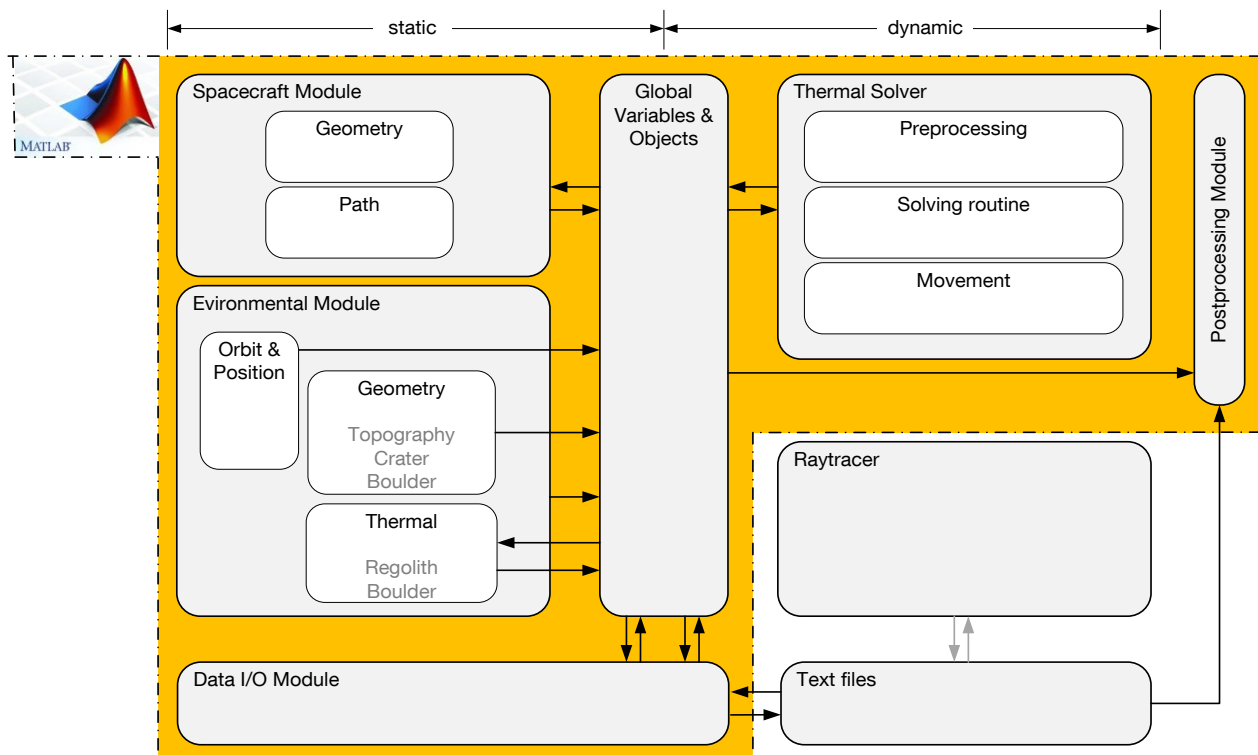 static
dynamic
MATLAB®
Spacecraft Module
Geometry
Path
Global
Variables &
Objects
Thermal Solver
Preprocessing
Solving routine
Movement
Postprocessing Module
Evironmental Module
Orbit &
Position
Geometry
Topography
Crater
Boulder
Thermal
Regolith
Boulder
Raytracer
Data I/O Module
Text files